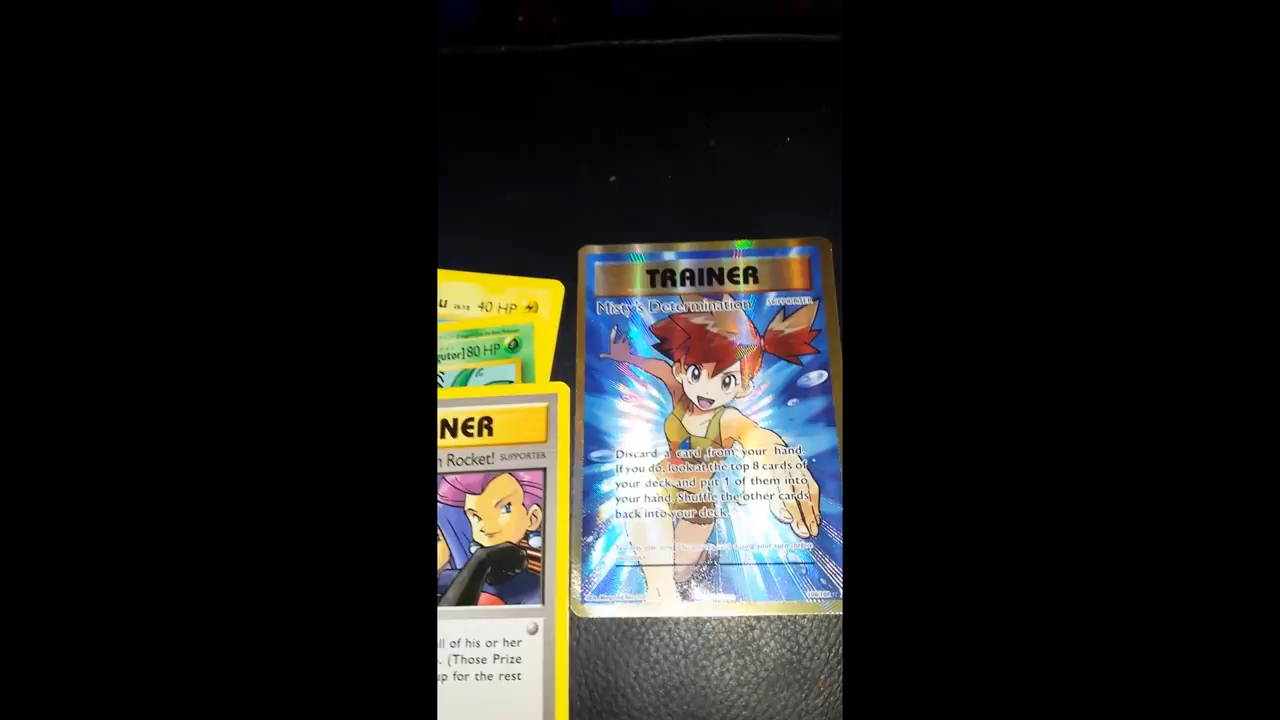 TRAINER
Misty's Determination SUPPORTER
Discard a card from your hand.
If you do, look at the top 8 cards of
your deck and put 1 of them into
your hand. Shuffle the other cards
back into your deck.
u 40 HP
gutor] 80 HP
NER
n Rocket! SUPPORTER
ll of his or her
. (Those Prize
up for the rest